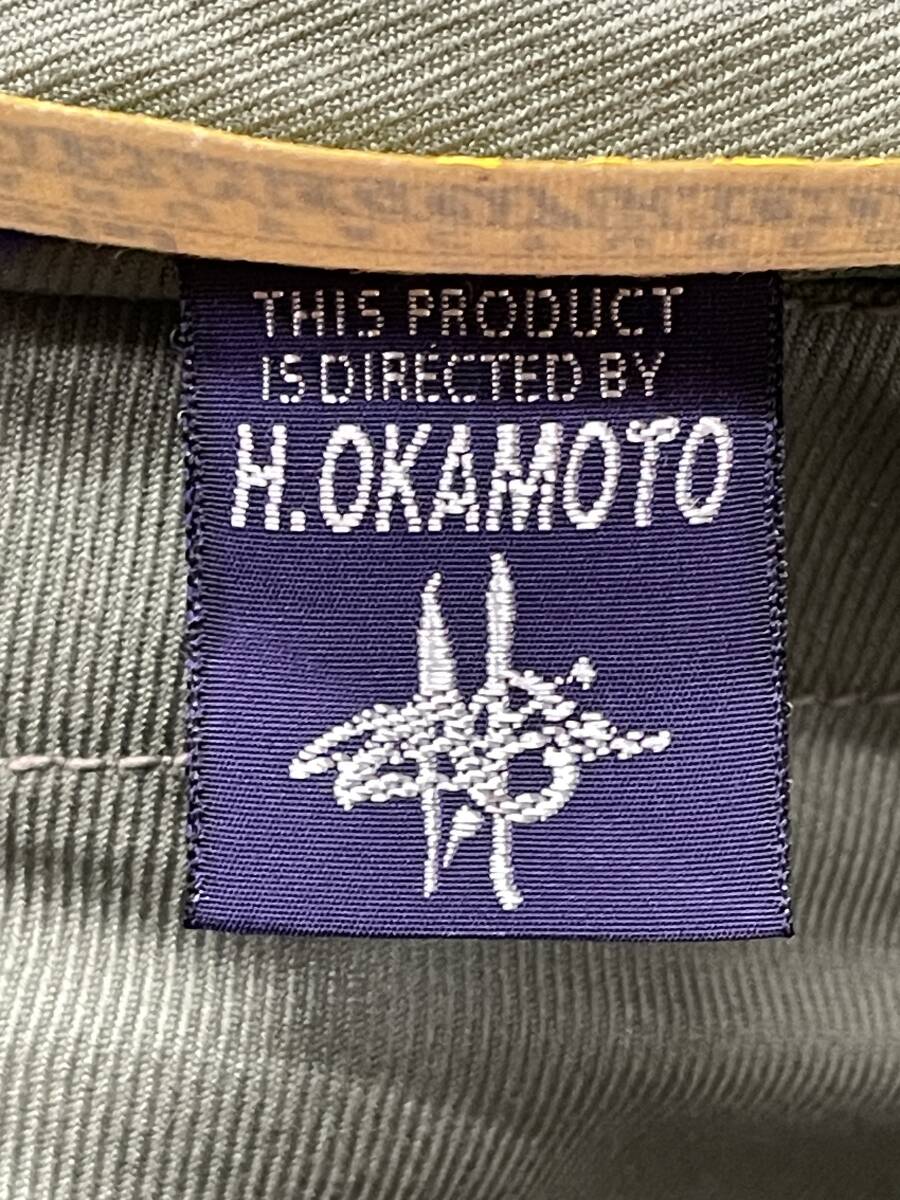 THIS PRODUCT
IS DIRECTED BY
H.OKAMOTO